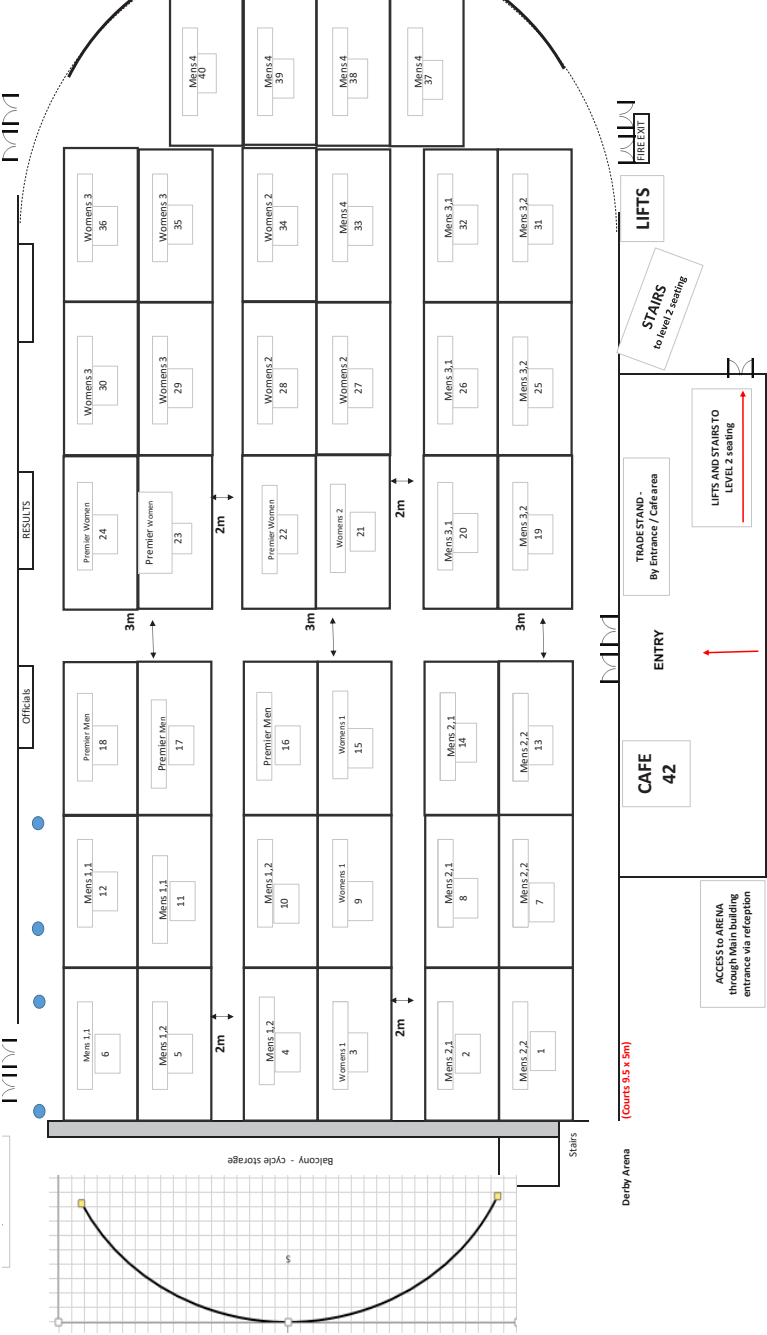 Mens 4
40
Mens 4
39
Mens 4
38
Mens 4
37
Womens 3
36
Womens 3
35
Womens 2
34
Mens 4
33
Mens 3,1
32
Mens 3,2
31
Womens 3
30
Womens 3
29
Womens 2
28
Womens 2
27
Mens 3,1
26
Mens 3,2
25
Premier Women
24
Premier Women
23
Premier Women
22
Womens 2
21
Mens 3,1
20
Mens 3,2
19
2m
2m
3m
3m
3m
Premier Men
18
Premier Men
17
Premier Men
16
Womens 1
15
Mens 2,1
14
Mens 2,2
13
Mens 1,1
12
Mens 1,1
11
Mens 1,2
10
Womens 1
9
Mens 2,1
8
Mens 2,2
7
Mens 1,1
6
Mens 1,2
5
Mens 1,2
4
Womens 1
3
Mens 2,1
2
Mens 2,2
1
2m
2m
RESULTS
Officials
FIRE EXIT
LIFTS
STAIRS
to level 2 seating
LIFTS AND STAIRS TO
LEVEL 2 seating
TRADE STAND -
By Entrance / Cafe area
ENTRY
CAFE
42
ACCESS to ARENA
through Main building
entrance via refception
(Courts 9.5 x 5m)
Derby Arena
Stairs
Balcony - cycle storage